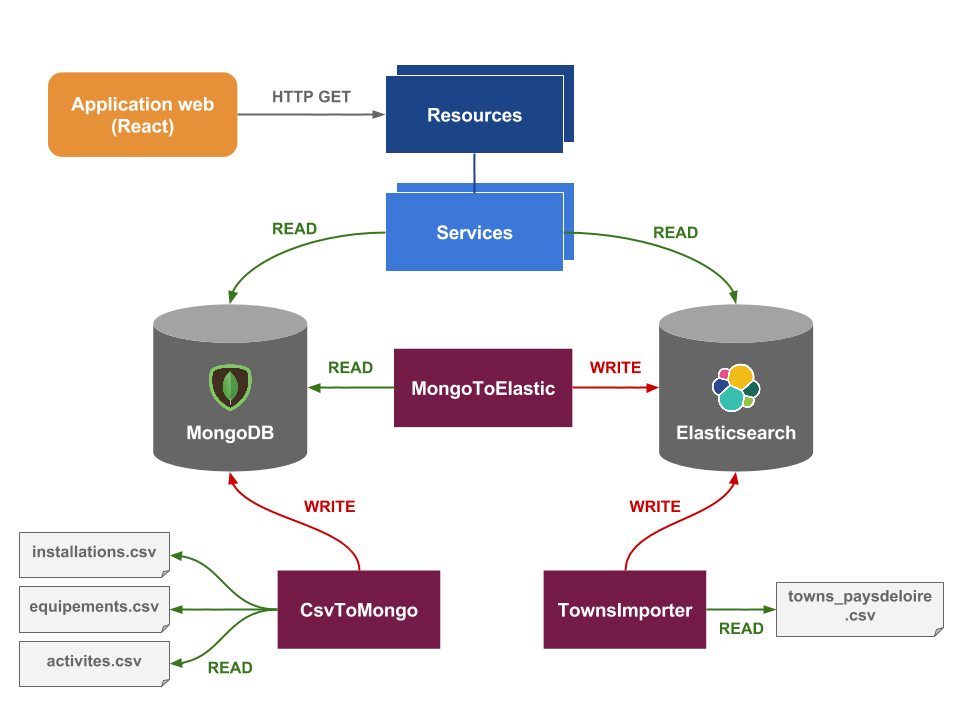 Application web
(React)
HTTP GET
Resources
Services
READ
READ
MongoDB
READ
MongoToElastic
WRITE
Elasticsearch
WRITE
WRITE
installations.csv
equipements.csv
activites.csv
READ
CsvToMongo
TownsImporter
READ
towns_paysdeloire
.csv